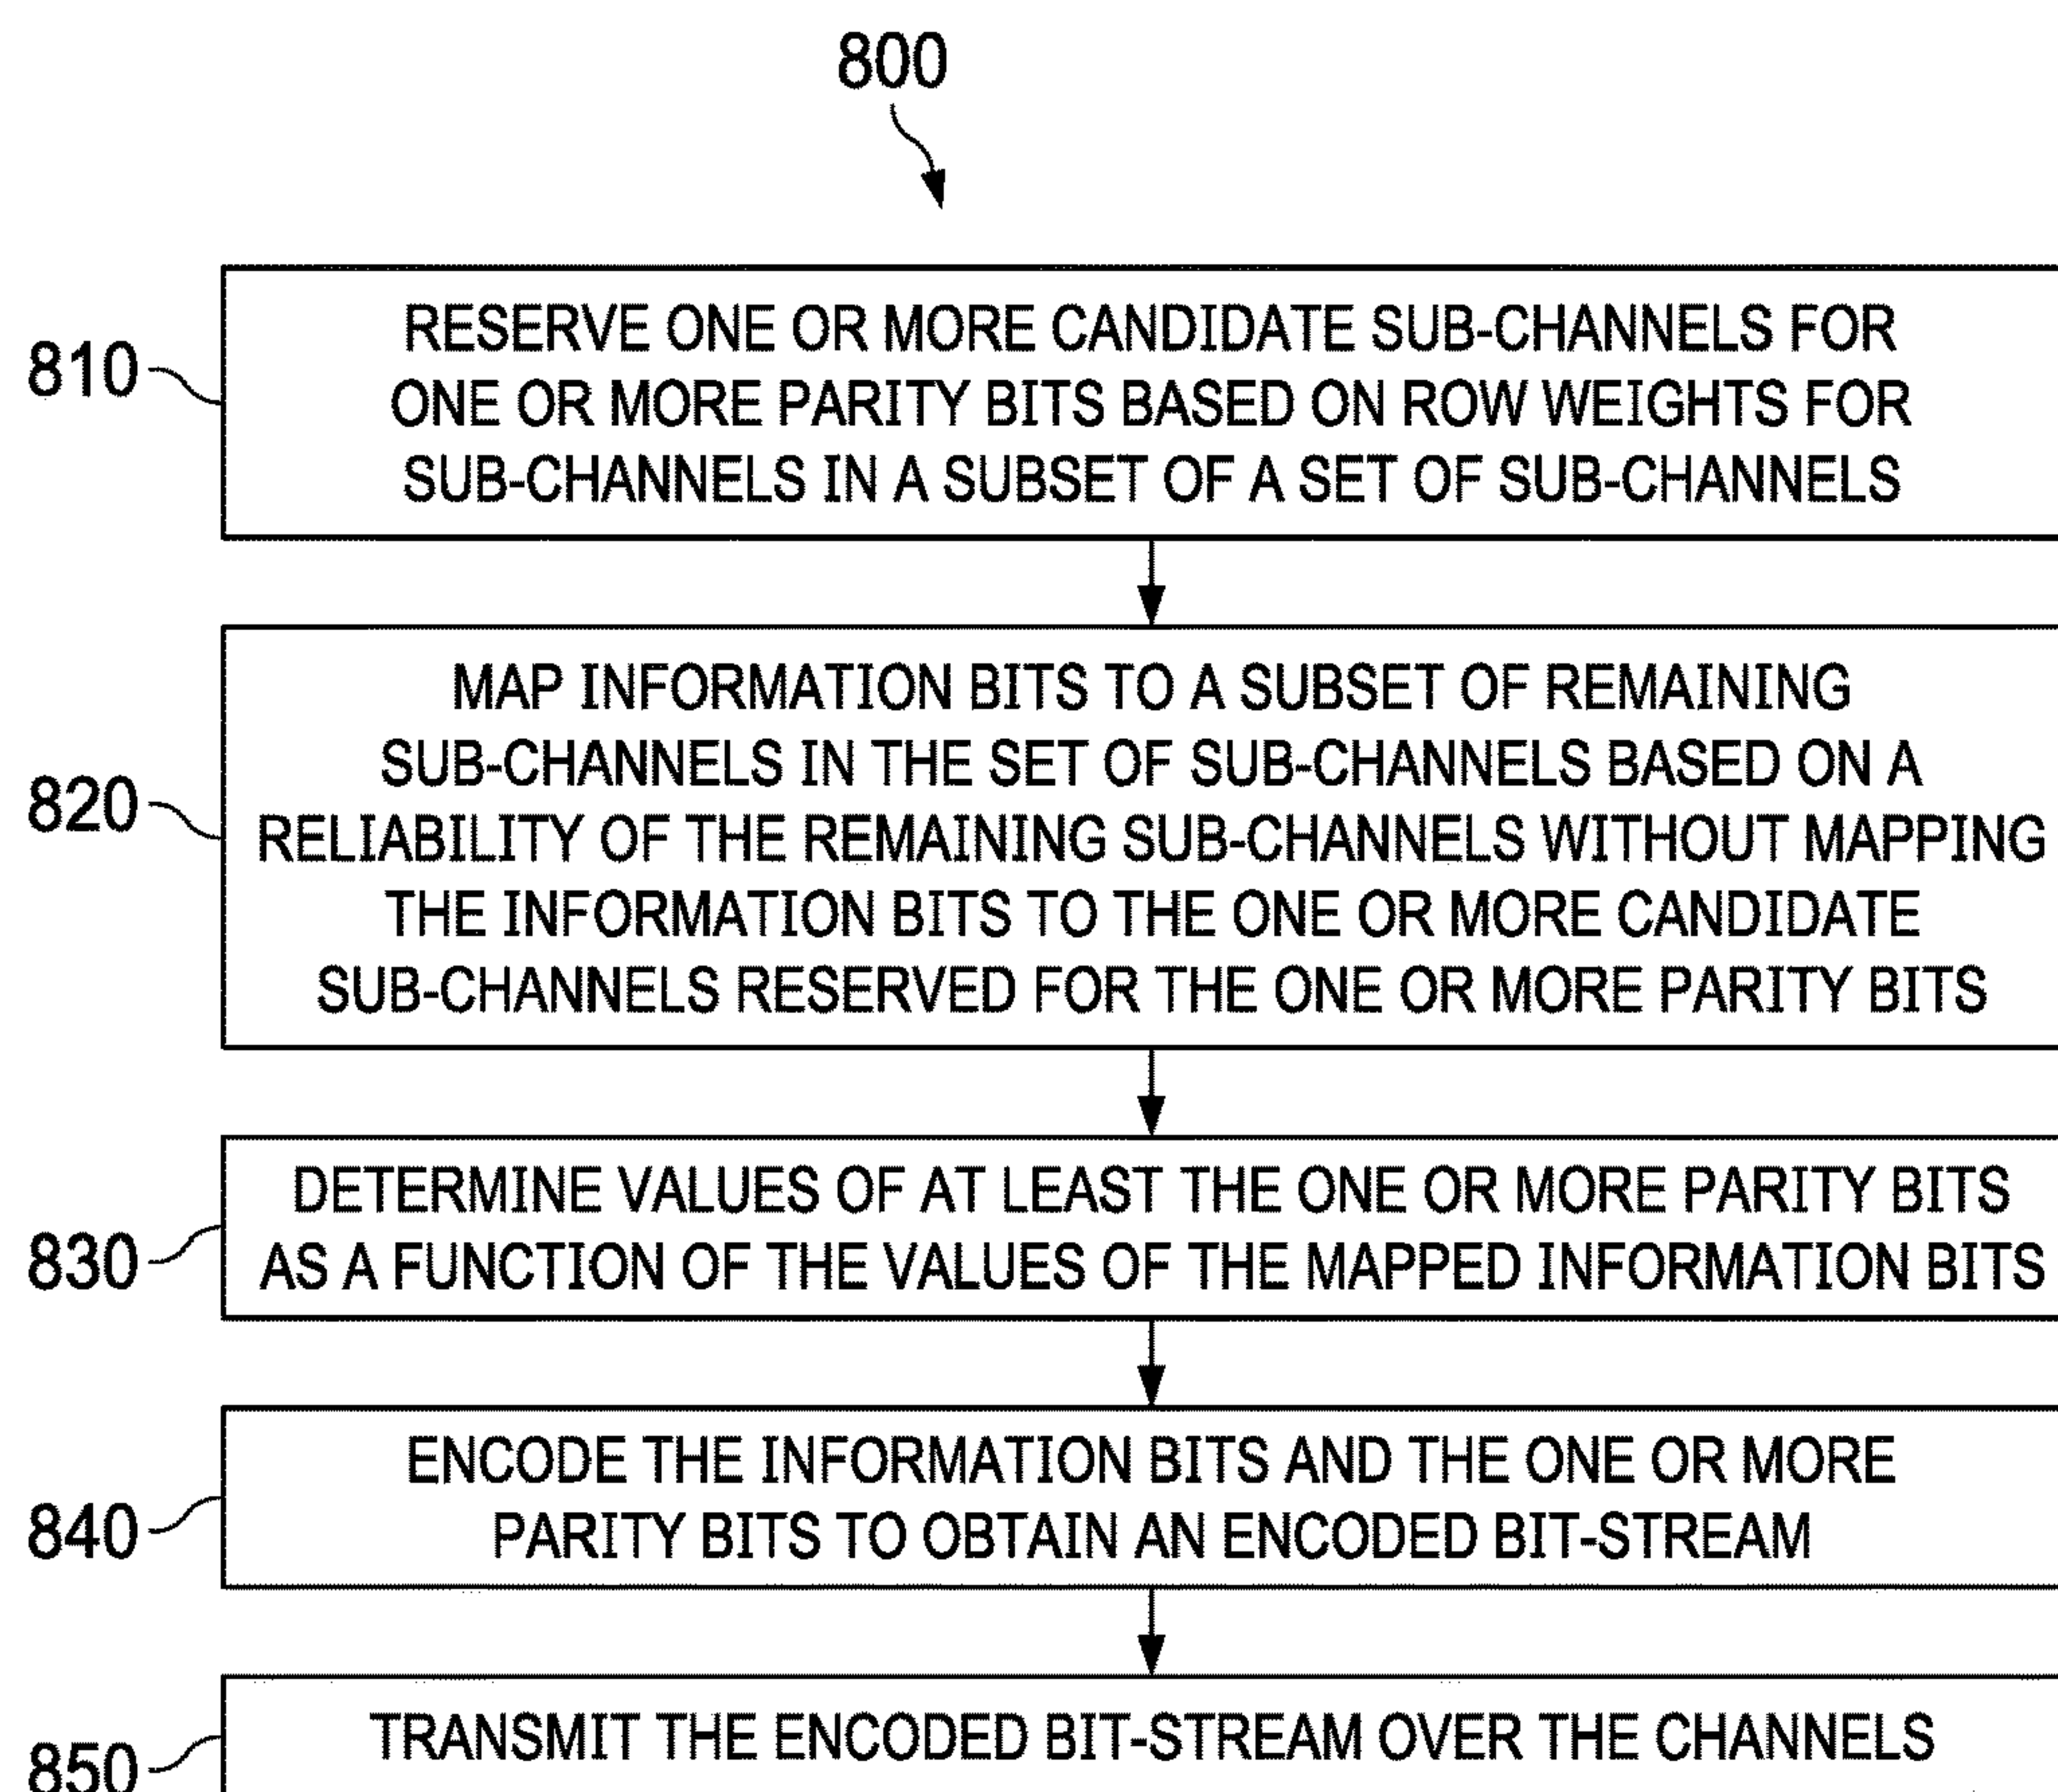 800
810
RESERVE ONE OR MORE CANDIDATE SUB-CHANNELS FOR
ONE OR MORE PARITY BITS BASED ON ROW WEIGHTS FOR
SUB-CHANNELS IN A SUBSET OF A SET OF SUB-CHANNELS
820
MAP INFORMATION BITS TO A SUBSET OF REMAINING
SUB-CHANNELS IN THE SET OF SUB-CHANNELS BASED ON A
RELIABILITY OF THE REMAINING SUB-CHANNELS WITHOUT MAPPING
THE INFORMATION BITS TO THE ONE OR MORE CANDIDATE
SUB-CHANNELS RESERVED FOR THE ONE OR MORE PARITY BITS
830
DETERMINE VALUES OF AT LEAST THE ONE OR MORE PARITY BITS
AS A FUNCTION OF THE VALUES OF THE MAPPED INFORMATION BITS
840
ENCODE THE INFORMATION BITS AND THE ONE OR MORE
PARITY BITS TO OBTAIN AN ENCODED BIT-STREAM
850
TRANSMIT THE ENCODED BIT-STREAM OVER THE CHANNELS